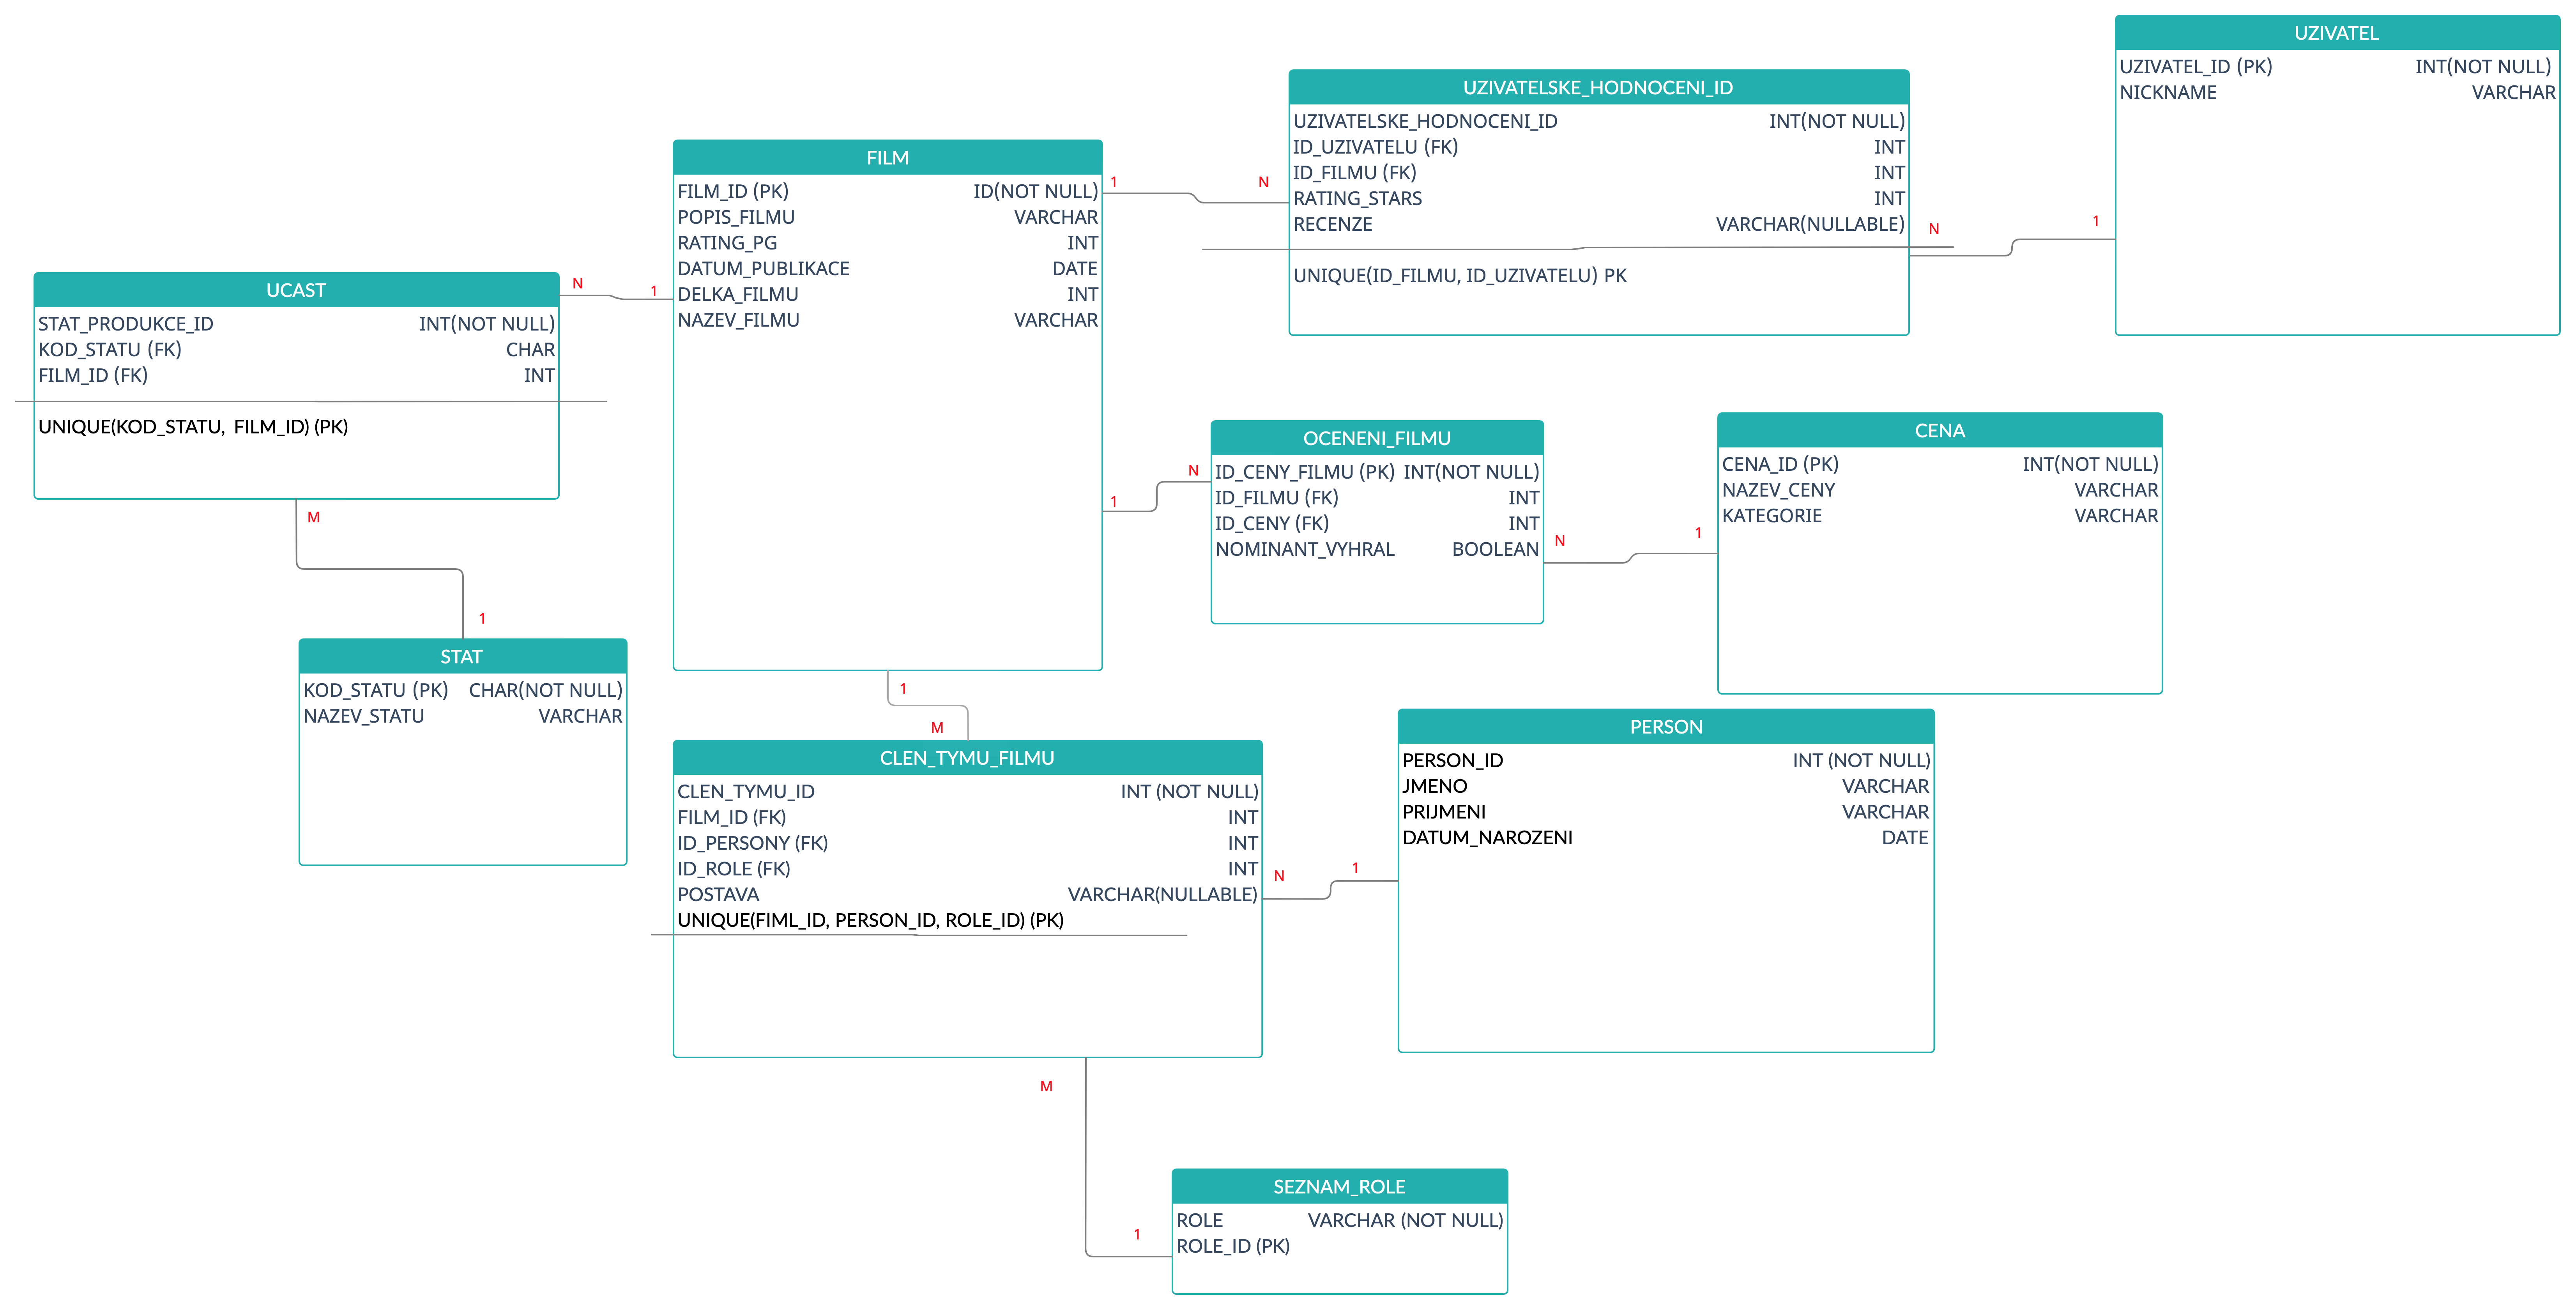 UZIVATEL
UZIVATEL_ID (PK) INT(NOT NULL)
NICKNAME VARCHAR
UZIVATELSKE_HODNOCENI_ID
UZIVATELSKE_HODNOCENI_ID INT(NOT NULL)
ID_UZIVATELU (FK) INT
ID_FILMU (FK) INT
RATING_STARS INT
RECENZE VARCHAR(NULLABLE)
UNIQUE(ID_FILMU, ID_UZIVATELU) PK
N
1
1
N
FILM
FILM_ID (PK) ID(NOT NULL)
POPIS_FILMU VARCHAR
RATING_PG INT
DATUM_PUBLIKACE DATE
DELKA_FILMU INT
NAZEV_FILMU VARCHAR
N
1
UCAST
STAT_PRODUKCE_ID INT(NOT NULL)
KOD_STATU (FK) CHAR
FILM_ID (FK) INT
UNIQUE(KOD_STATU, FILM_ID) (PK)
M
1
STAT
KOD_STATU (PK) CHAR(NOT NULL)
NAZEV_STATU VARCHAR
N
1
OCENENI_FILMU
ID_CENY_FILMU (PK) INT(NOT NULL)
ID_FILMU (FK) INT
ID_CENY (FK) INT
NOMINANT_VYHRAL BOOLEAN
N
1
CENA
CENA_ID (PK) INT(NOT NULL)
NAZEV_CENY VARCHAR
KATEGORIE VARCHAR
1
M
CLEN_TYMU_FILMU
CLEN_TYMU_ID INT (NOT NULL)
FILM_ID (FK) INT
ID_PERSONY (FK) INT
ID_ROLE (FK) INT
POSTAVA VARCHAR(NULLABLE)
UNIQUE(FIML_ID, PERSON_ID, ROLE_ID) (PK)
N
1
PERSON
PERSON_ID INT (NOT NULL)
JMENO VARCHAR
PRIJMENI VARCHAR
DATUM_NAROZENI DATE
M
1
SEZNAM_ROLE
ROLE VARCHAR (NOT NULL)
ROLE_ID (PK)